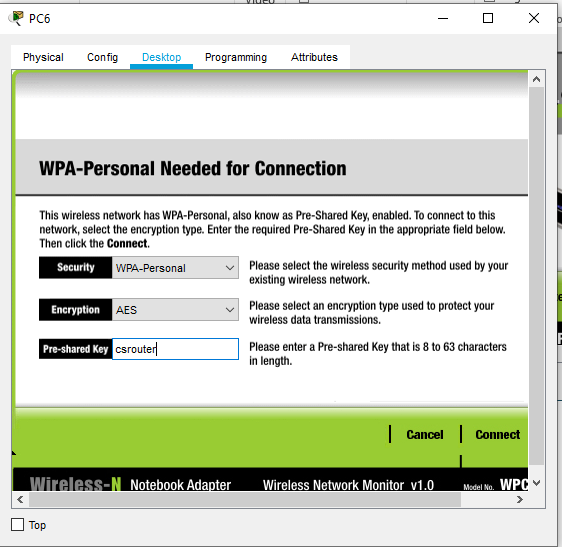 Video
PC6
Physical Config Desktop Programming Attributes
WPA-Personal Needed for Connection
This wireless network has WPA-Personal, also know as Pre-Shared Key, enabled. To connect to this
network, select the encryption type. Enter the required Pre-Shared Key in the appropriate field below.
Then click the Connect.
Security WPA-Personal Please select the wireless security method used by your
existing wireless network.
Encryption AES Please select an encryption type used to protect your
wireless data transmissions.
Pre-shared Key csrouter Please enter a Pre-shared Key that is 8 to 63 characters
in length.
Cancel Connect
Wireless-N Notebook Adapter Wireless Network Monitor v1.0 Model No. WPC
Top